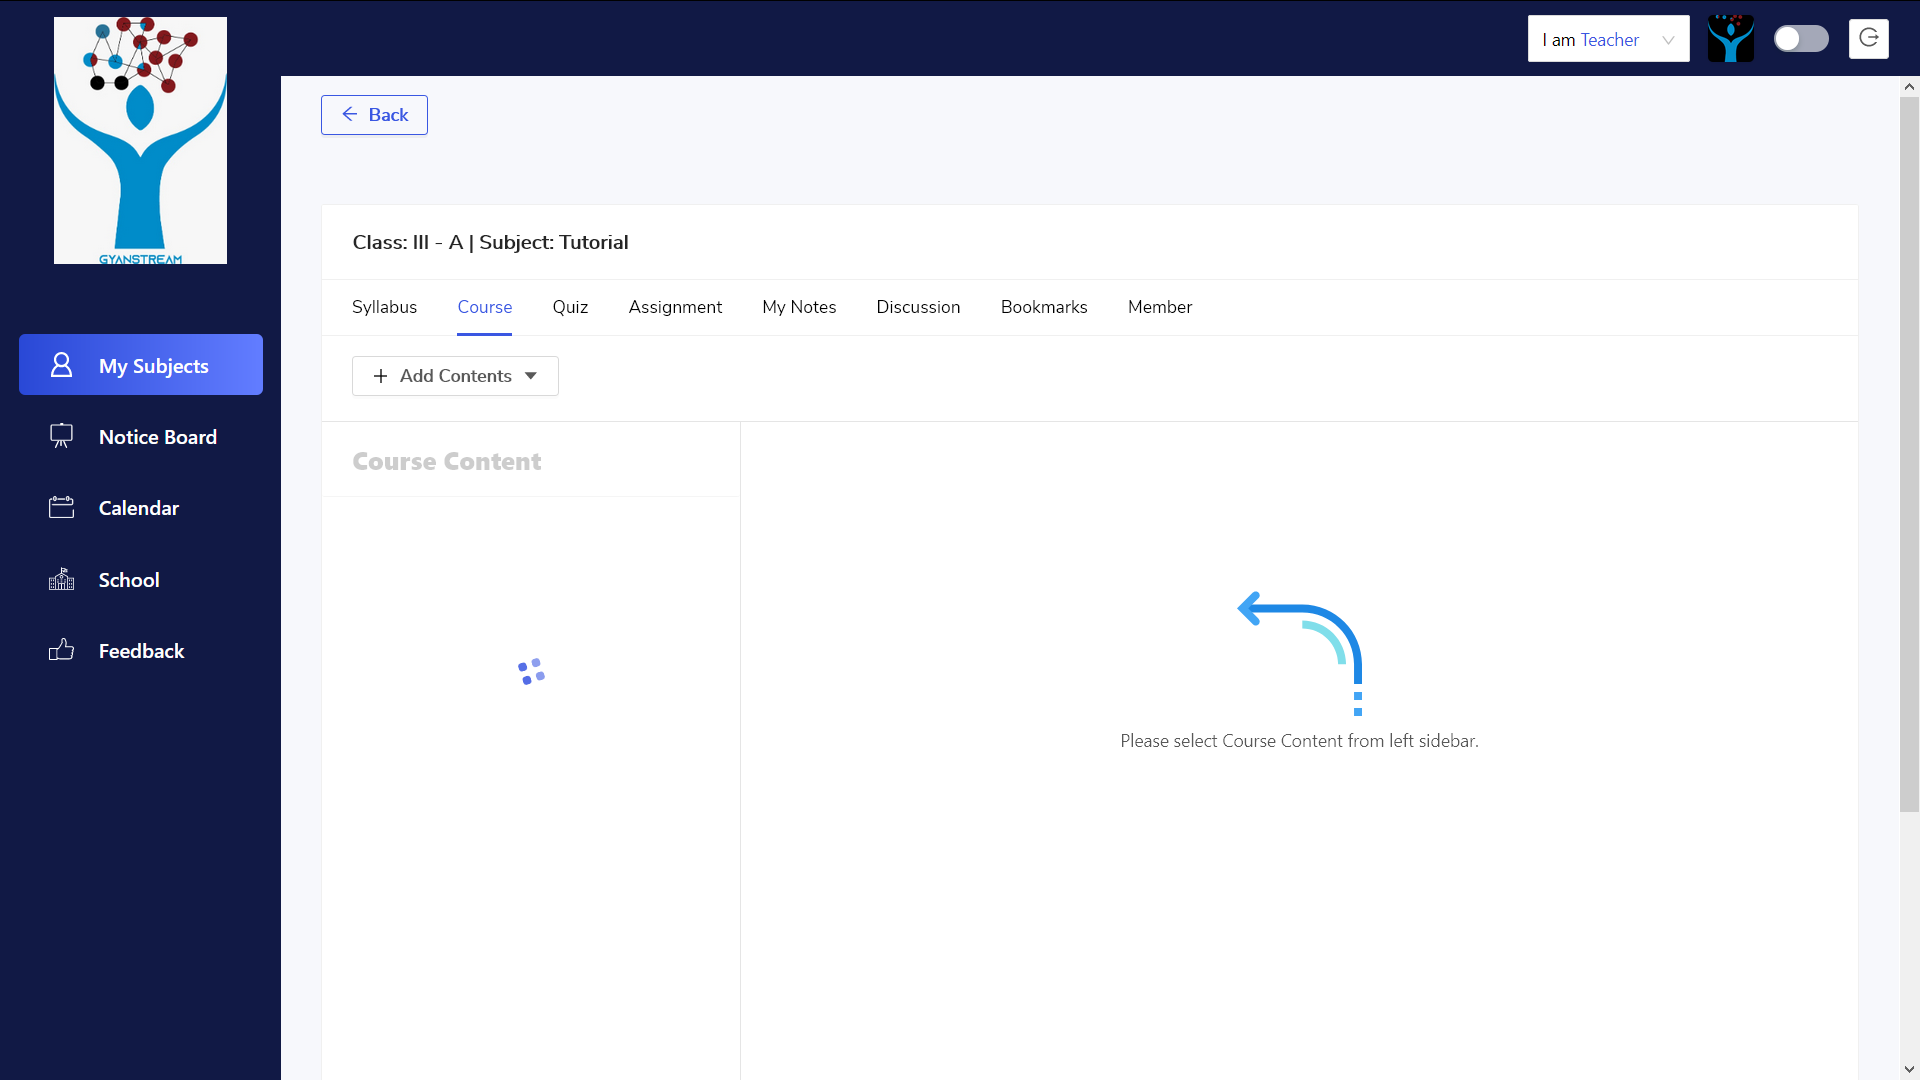 GYANSTREAM
I am Teacher
Back
Class: III - A | Subject: Tutorial
Syllabus Course Quiz Assignment My Notes Discussion Bookmarks Member
+ Add Contents
Course Content
Please select Course Content from left sidebar.
My Subjects
Notice Board
Calendar
School
Feedback